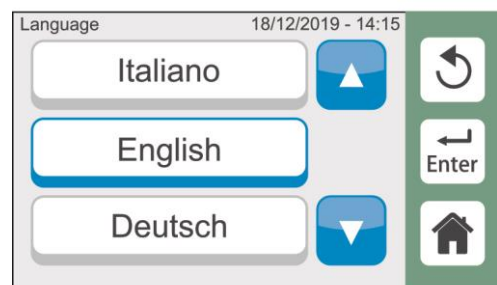 Language 18/12/2019 - 14:15
Italiano
English
Enter
Deutsch